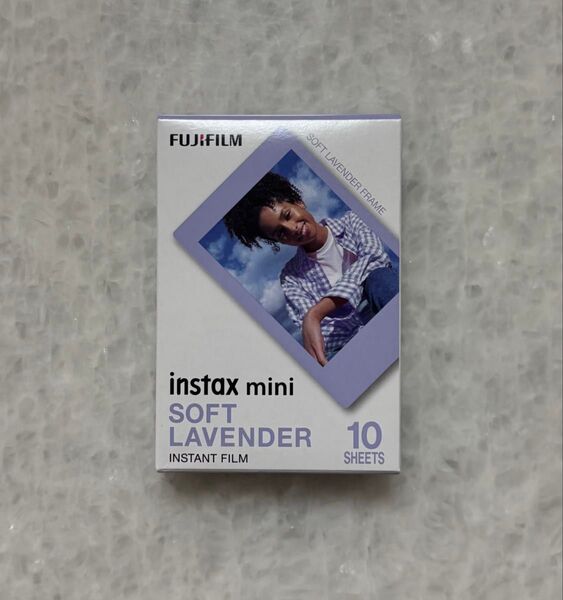 FUJIFILM
SOFT LAVENDER FRAME
instax mini
SOFT
LAVENDER
INSTANT FILM
10
SHEETS